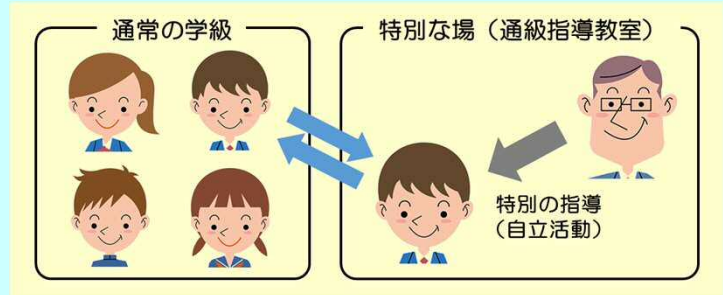 通常の学級
特別な場（通級指導教室）
特別の指導
（自立活動）